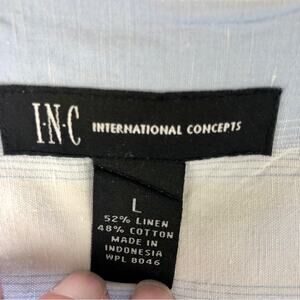 I·N·C INTERNATIONAL CONCEPTS
L
52% LINEN
48% COTTON
MADE IN
INDONESIA
WPL 8046